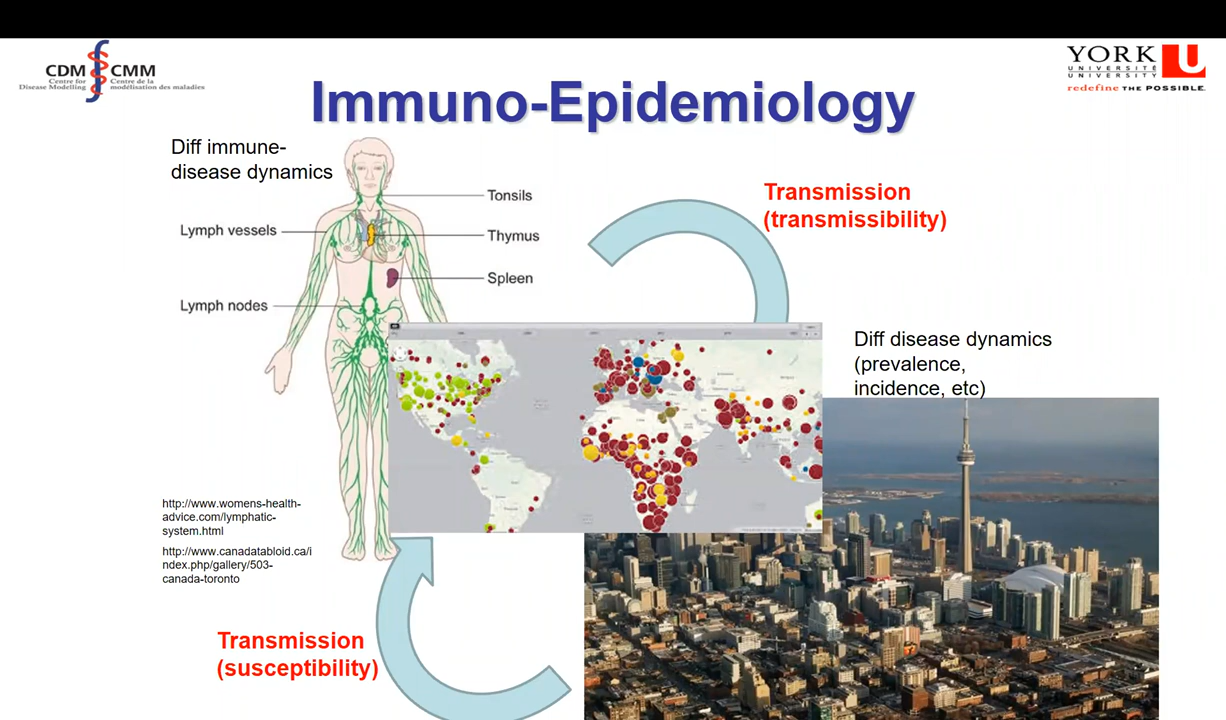 CDM CMM
Centre for
Disease Modelling
Centre de la
modélisation des maladies
YORK
UNIVERSITÉ
UNIVERSITY
redefine THE POSSIBLE.
Immuno-Epidemiology
Diff immune-
disease dynamics
Tonsils
Lymph vessels
Thymus
Spleen
Lymph nodes
Transmission
(transmissibility)
Diff disease dynamics
(prevalence,
incidence, etc)
http://www.womens-health-
advice.com/lymphatic-
system.html
http://www.canadatabloid.ca/i
ndex.php/gallery/503-
canada-toronto
Transmission
(susceptibility)